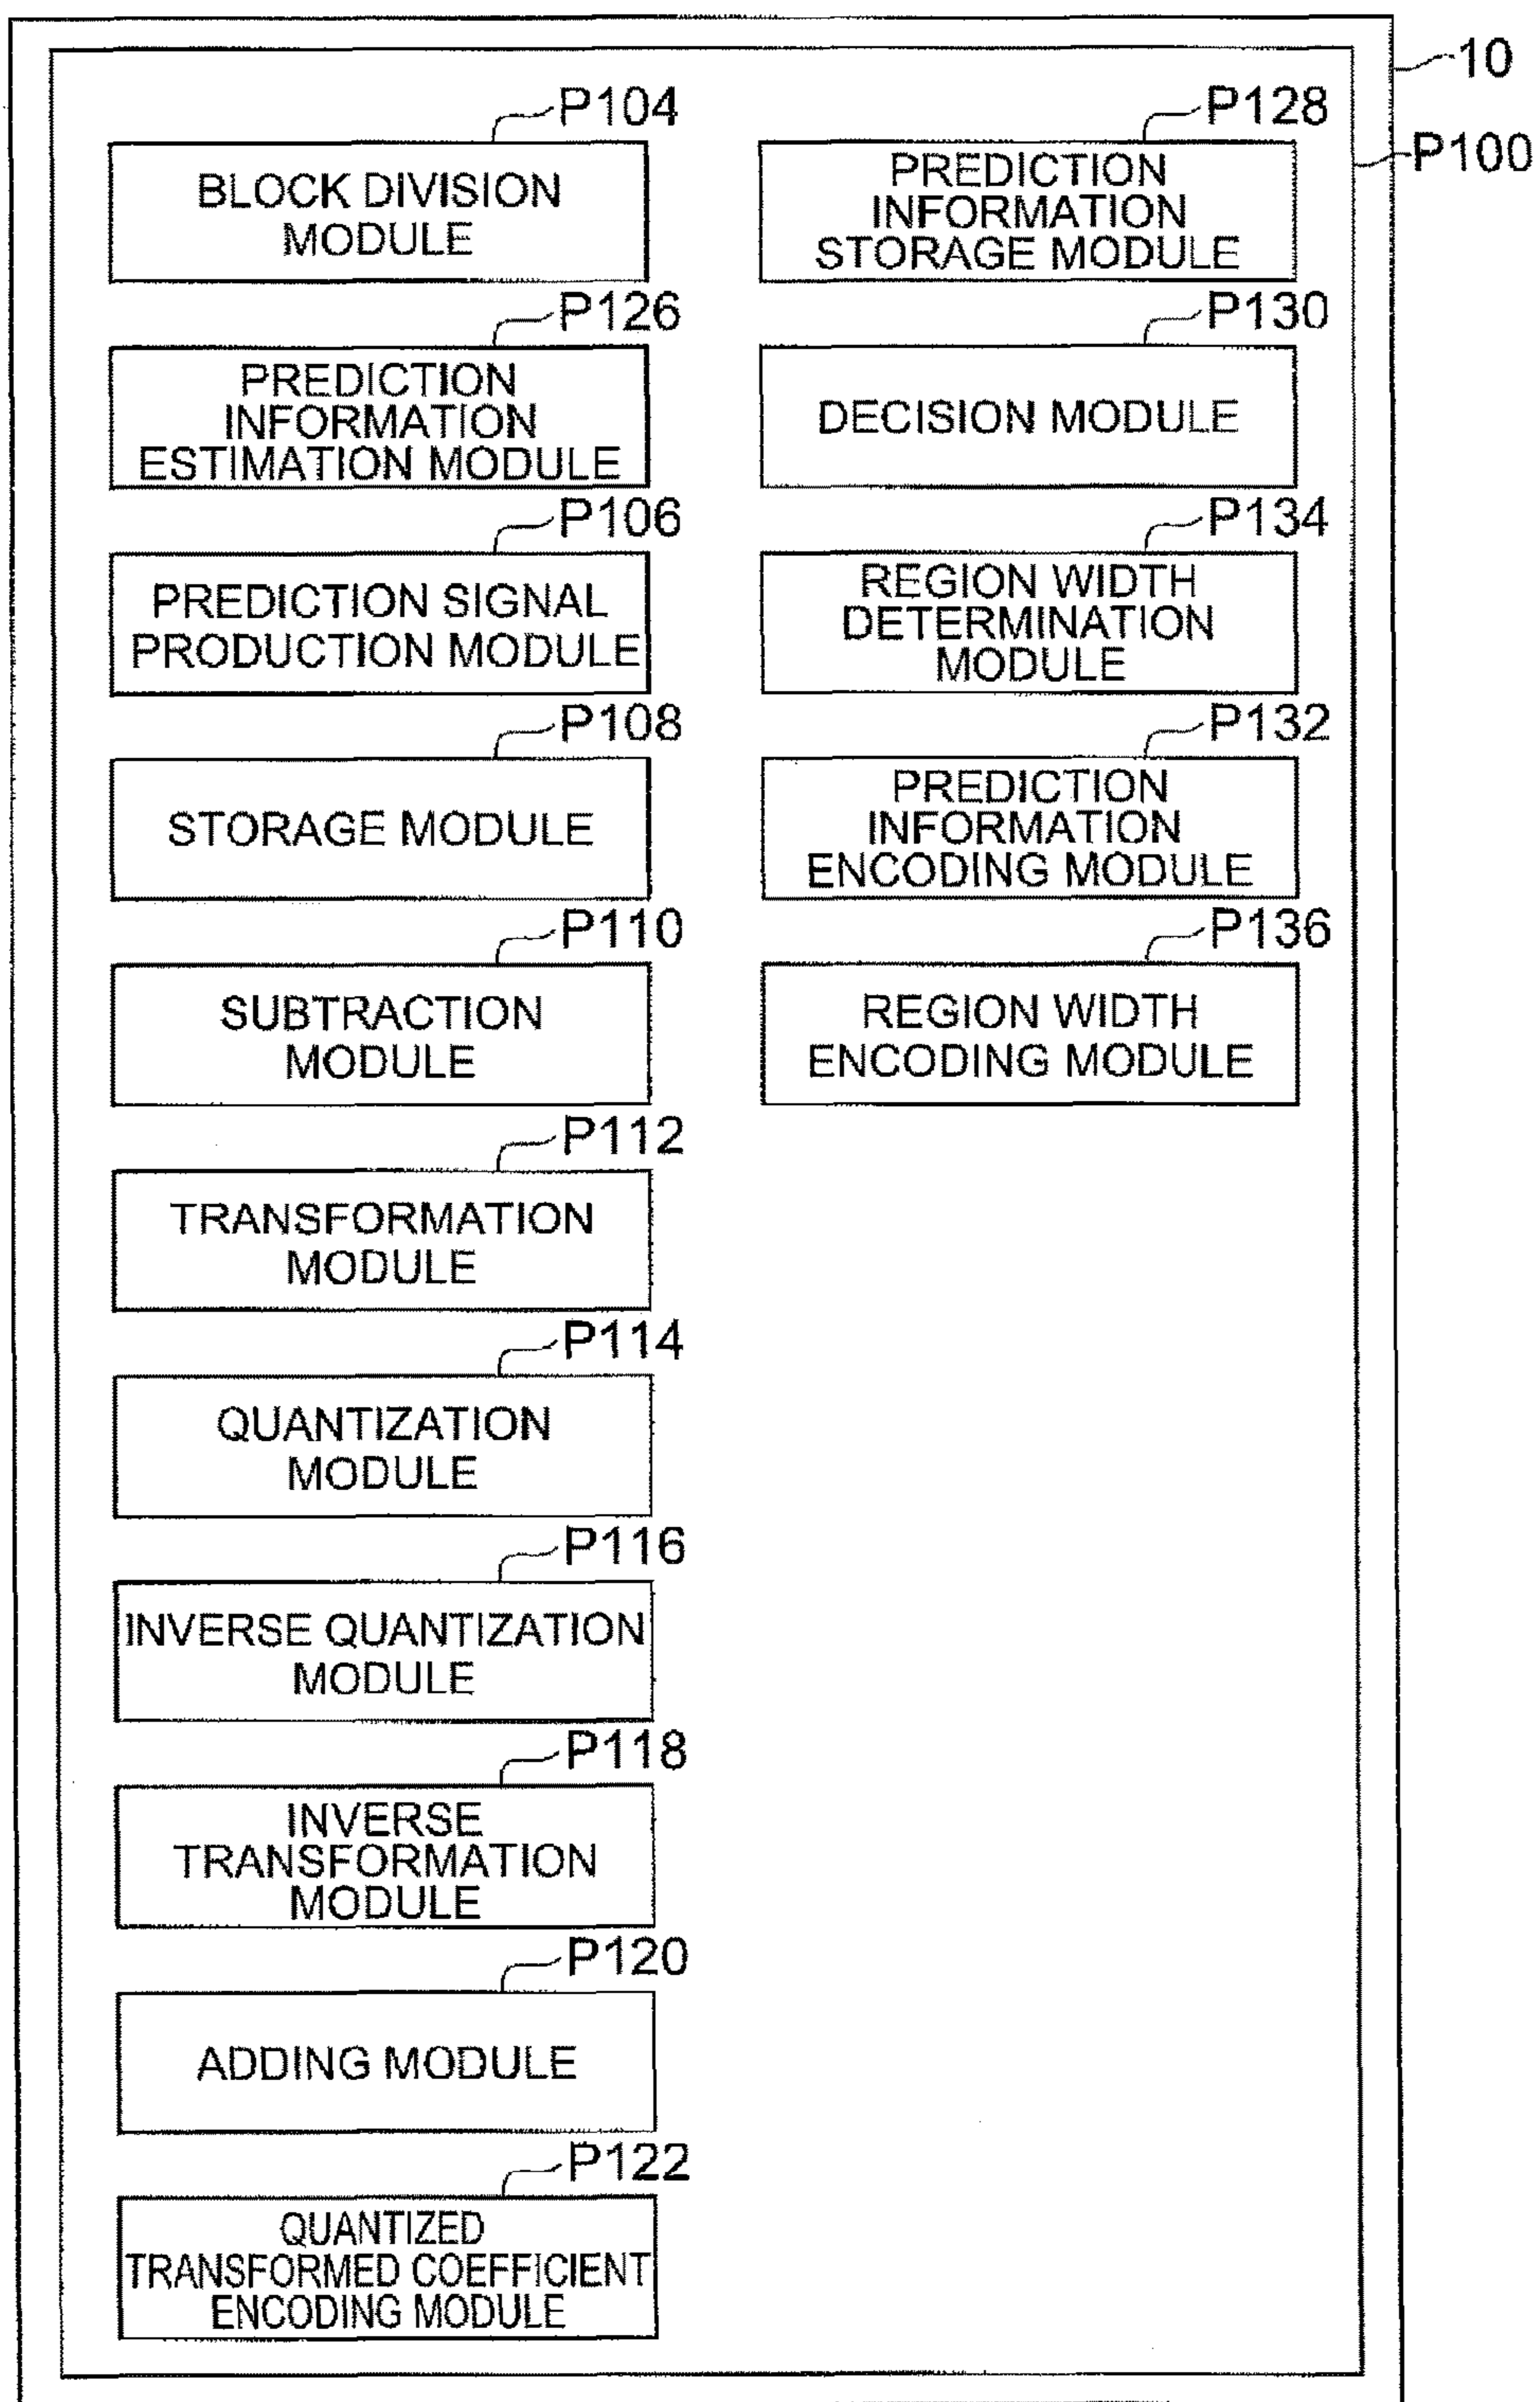 10
P100
P104
BLOCK DIVISION
MODULE
P126
PREDICTION
INFORMATION
ESTIMATION MODULE
P106
PREDICTION SIGNAL
PRODUCTION MODULE
P108
STORAGE MODULE
P110
SUBTRACTION
MODULE
P112
TRANSFORMATION
MODULE
P114
QUANTIZATION
MODULE
P116
INVERSE QUANTIZATION
MODULE
P118
INVERSE
TRANSFORMATION
MODULE
P120
ADDING MODULE
P122
QUANTIZED
TRANSFORMED COEFFICIENT
ENCODING MODULE
P128
PREDICTION
INFORMATION
STORAGE MODULE
P130
DECISION MODULE
P134
REGION WIDTH
DETERMINATION
MODULE
P132
PREDICTION
INFORMATION
ENCODING MODULE
P136
REGION WIDTH
ENCODING MODULE